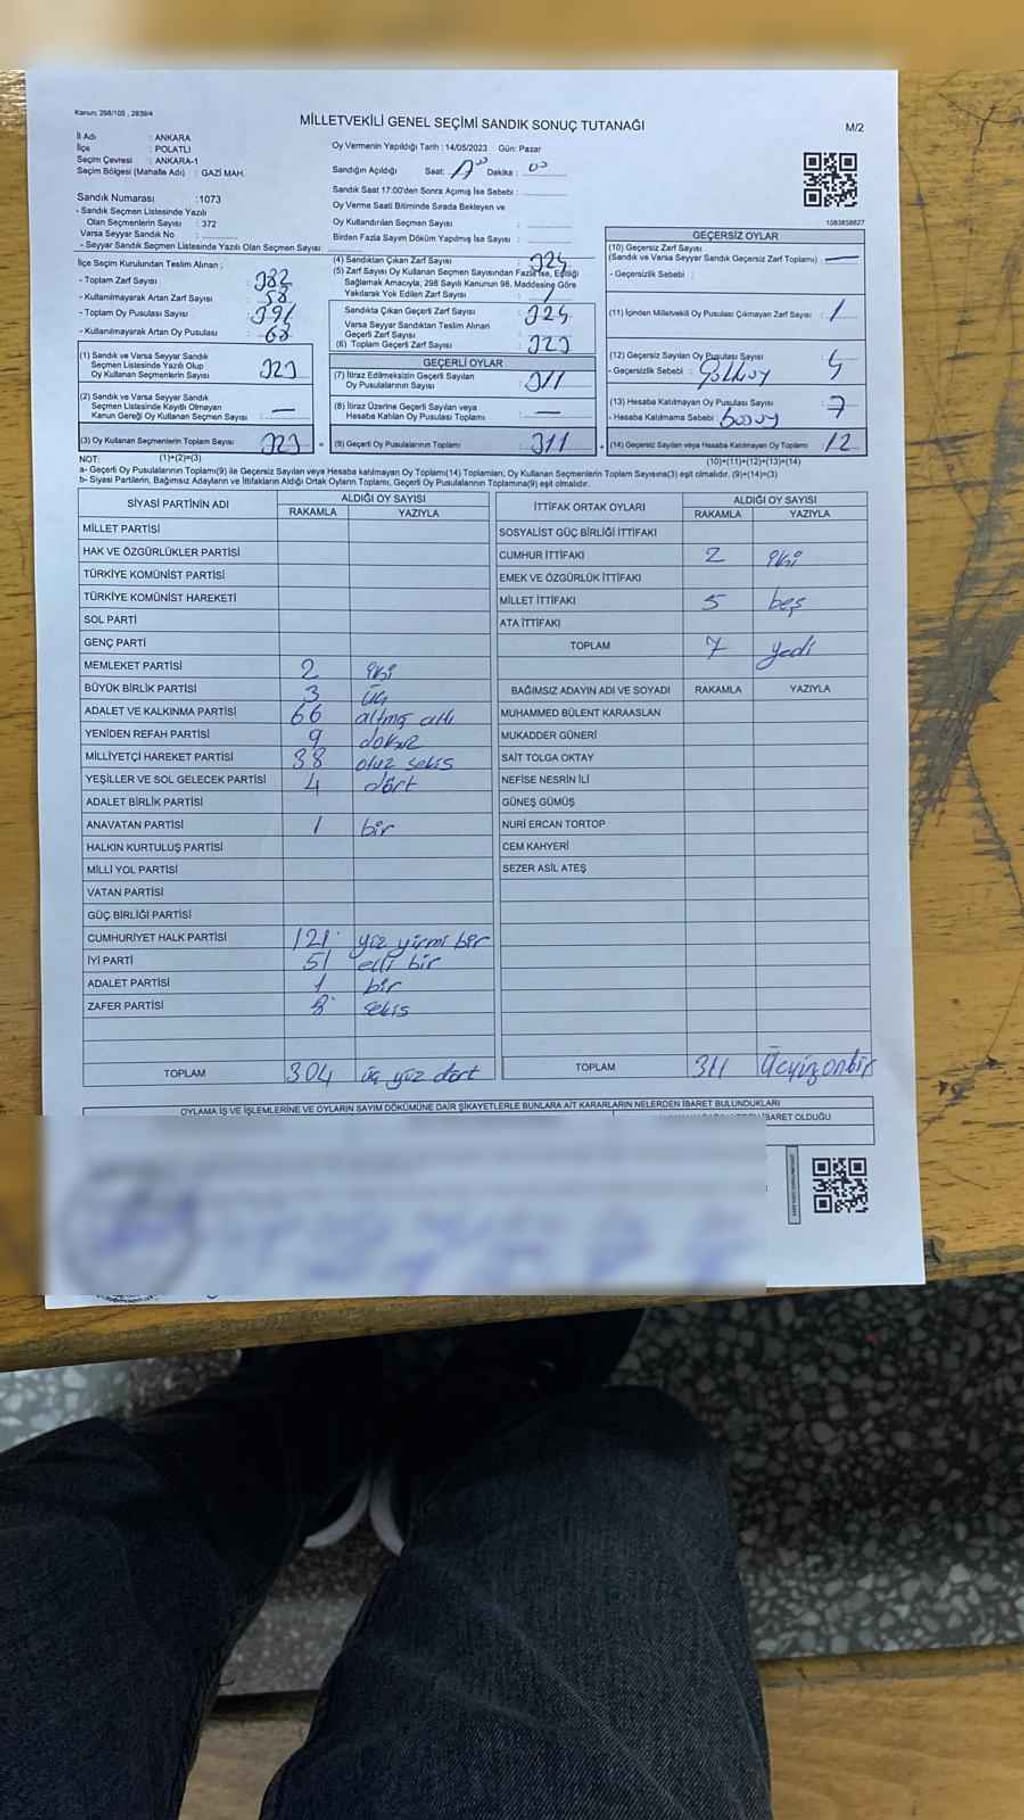 Kanun: 298/105 , 2839/4
MİLLETVEKİLİ GENEL SEÇİMİ SANDIK SONUÇ TUTANAĞI
M/2
İl Adı : ANKARA
İlçe : POLATLI
Seçim Çevresi : ANKARA-1
Seçim Bölgesi (Mahalle Adı) : GAZİ MAH.
Sandık Numarası :1073
- Sandık Seçmen Listesinde Yazılı
Olan Seçmenlerin Sayısı : 372
Varsa Seyyar Sandık No :
- Seyyar Sandık Seçmen Listesinde Yazılı Olan Seçmen Sayısı :
Oy Vermenin Yapıldığı Tarih : 14/05/2023 Gün: Pazar
Sandığın Açıldığı Saat: Dakika : 00
Sandık Saat 17:00'den Sonra Açılmış İse Sebebi :
Oy Verme Saati Bitiminde Sırada Bekleyen ve
Oy Kullandırılan Seçmen Sayısı :
Birden Fazla Sayım Döküm Yapılmış İse Sayısı :
1083858827
İlçe Seçim Kurulundan Teslim Alınan :
- Toplam Zarf Sayısı : 382
- Kullanılmayarak Artan Zarf Sayısı : 58
- Toplam Oy Pusulası Sayısı : 391
- Kullanılmayarak Artan Oy Pusulası : 68
(1) Sandık ve Varsa Seyyar Sandık
Seçmen Listesinde Yazılı Olup
Oy Kullanan Seçmenlerin Sayısı : 323
(2) Sandık ve Varsa Seyyar Sandık
Seçmen Listesinde Kayıtlı Olmayan
Kanun Gereği Oy Kullanan Seçmen Sayısı : —
(3) Oy Kullanan Seçmenlerin Toplam Sayısı : 323
(1)+(2)=(3)
(4) Sandıktan Çıkan Zarf Sayısı : 324
(5) Zarf Sayısı Oy Kullanan Seçmen Sayısından Fazla İse, Eşitliği
Sağlamak Amacıyla, 298 Sayılı Kanunun 98. Maddesine Göre
Yakılarak Yok Edilen Zarf Sayısı : 1
Sandıkta Çıkan Geçerli Zarf Sayısı : 324
Varsa Seyyar Sandıktan Teslim Alınan
Geçerli Zarf Sayısı :
(6) Toplam Geçerli Zarf Sayısı : 323
GEÇERLİ OYLAR
(7) İtiraz Edilmeksizin Geçerli Sayılan
Oy Pusulalarının Sayısı : 311
(8) İtiraz Üzerine Geçerli Sayılan veya
Hesaba Katılan Oy Pusulası Toplamı : —
(9) Geçerli Oy Pusulalarının Toplamı : 311
GEÇERSİZ OYLAR
(10) Geçersiz Zarf Sayısı
(Sandık ve Varsa Seyyar Sandık Geçersiz Zarf Toplamı) : —
- Geçersizlik Sebebi :
(11) İçinden Milletvekili Oy Pusulası Çıkmayan Zarf Sayısı : 1
(12) Geçersiz Sayılan Oy Pusulası Sayısı : 4
- Geçersizlik Sebebi :
(13) Hesaba Katılmayan Oy Pusulası Sayısı : 7
- Hesaba Katılmama Sebebi :
(14) Geçersiz Sayılan veya Hesaba Katılmayan Oy Toplamı : 12
(10)+(11)+(12)+(13)=(14)
NOT:
a- Geçerli Oy Pusulalarının Toplamı(9) ile Geçersiz Sayılan veya Hesaba katılmayan Oy Toplamı(14) Toplamları, Oy Kullanan Seçmenlerin Toplam Sayısına(3) eşit olmalıdır. (9)+(14)=(3)
b- Siyasi Partilerin, Bağımsız Adayların ve İttifakların Aldığı Ortak Oyların Toplamı, Geçerli Oy Pusulalarının Toplamına(9) eşit olmalıdır.
SİYASİ PARTİNİN ADI ALDIĞI OY SAYISI
RAKAMLA YAZIYLA
MİLLET PARTİSİ
HAK VE ÖZGÜRLÜKLER PARTİSİ
TÜRKİYE KOMÜNİST PARTİSİ
TÜRKİYE KOMÜNİST HAREKETİ
SOL PARTİ
GENÇ PARTİ
MEMLEKET PARTİSİ 2 iki
BÜYÜK BİRLİK PARTİSİ 3 üç
ADALET VE KALKINMA PARTİSİ 66 altmış altı
YENİDEN REFAH PARTİSİ 9 dokuz
MİLLİYETÇİ HAREKET PARTİSİ 38 otuz sekis
YEŞİLLER VE SOL GELECEK PARTİSİ 4 dört
ADALET BİRLİK PARTİSİ
ANAVATAN PARTİSİ 1 bir
HALKIN KURTULUŞ PARTİSİ
MİLLİ YOL PARTİSİ
VATAN PARTİSİ
GÜÇ BİRLİĞİ PARTİSİ
CUMHURİYET HALK PARTİSİ 121 yüz yirmi bir
İYİ PARTİ 51 elli bir
ADALET PARTİSİ 1 bir
ZAFER PARTİSİ 8 sekis
TOPLAM 304 üç yüz dört
İTTİFAK ORTAK OYLARI ALDIĞI OY SAYISI
RAKAMLA YAZIYLA
SOSYALİST GÜÇ BİRLİĞİ İTTİFAKI
CUMHUR İTTİFAKI 2 iki
EMEK VE ÖZGÜRLÜK İTTİFAKI
MİLLET İTTİFAKI 5 beş
ATA İTTİFAKI
TOPLAM 7 yedi
BAĞIMSIZ ADAYIN ADI VE SOYADI RAKAMLA YAZIYLA
MUHAMMED BÜLENT KARAASLAN
MUKADDER GÜNERİ
SAİT TOLGA OKTAY
NEFİSE NESRİN İLİ
GÜNEŞ GÜMÜŞ
NURİ ERCAN TORTOP
CEM KAHYERİ
SEZER ASİL ATEŞ
TOPLAM 311 Üçyüzonbir
OYLAMA İŞ VE İŞLEMLERİNE VE OYLARIN SAYIM DÖKÜMÜNE DAİR ŞİKAYETLERLE BUNLARA AİT KARARLARIN NELERDEN İBARET BULUNDUKLARI
İBARET OLDUĞU